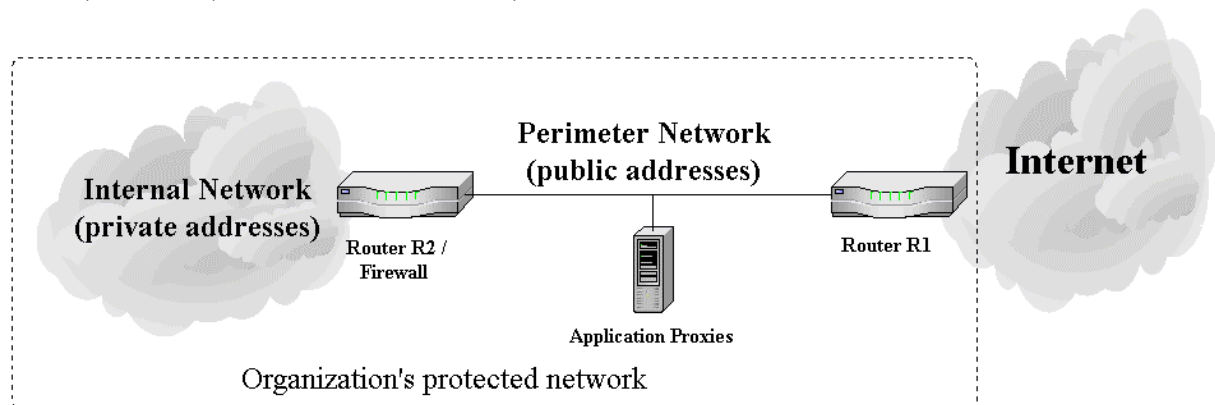 Perimeter Network
(public addresses)
Internet
Internal Network
(private addresses)
Router R2 /
Firewall
Router R1
Application Proxies
Organization's protected network